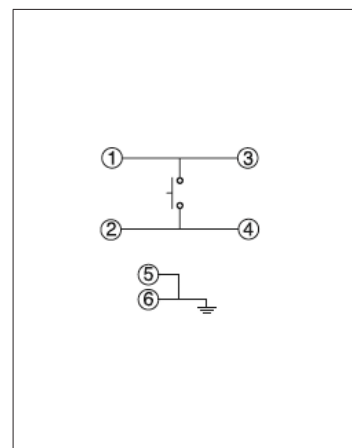 ① ③
② ④
⑤
⑥